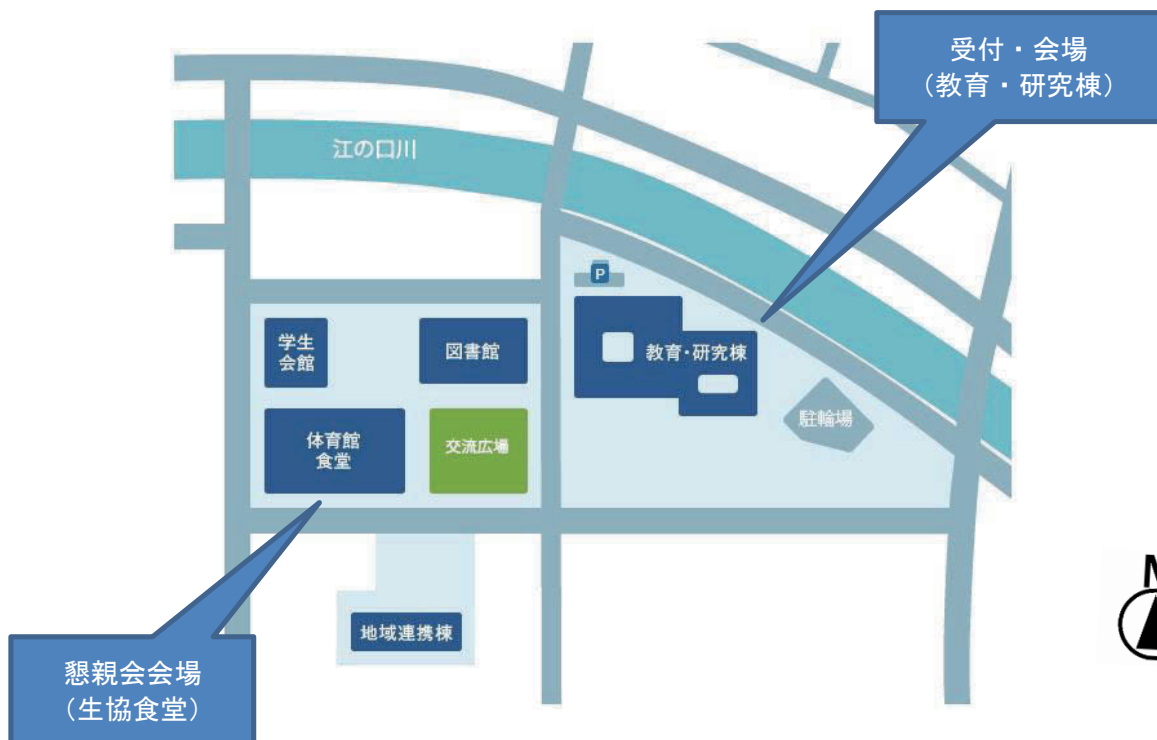 受付・会場
（教育・研究棟）
江の口川
P
学生
会館
図書館
教育・研究棟
体育館
食堂
交流広場
駐輪場
地域連携棟
懇親会会場
（生協食堂）